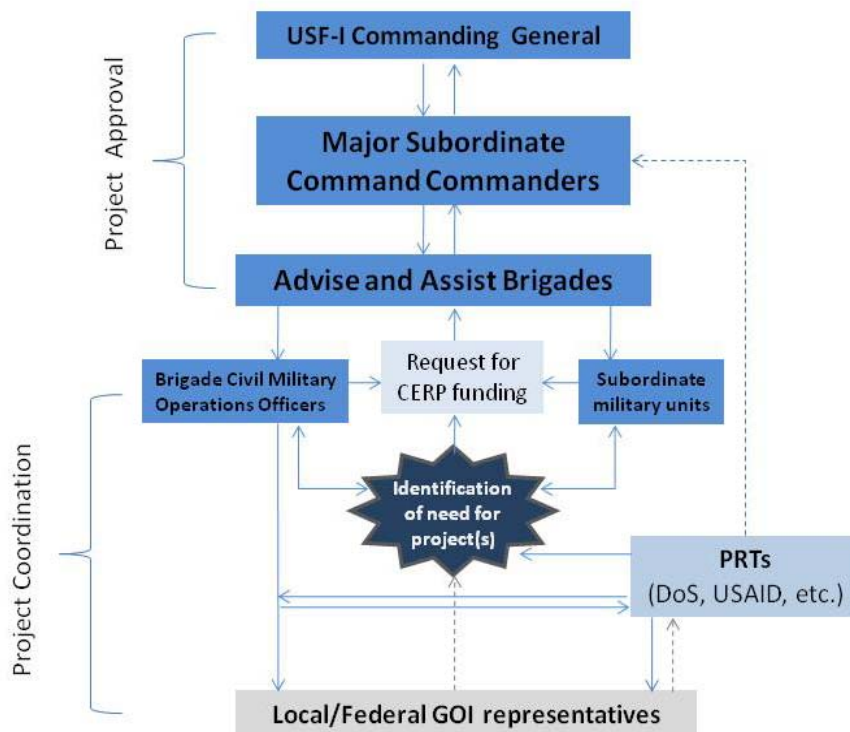 USF-I Commanding General
Project Approval
Major Subordinate
Command Commanders
Advise and Assist Brigades
Brigade Civil Military
Operations Officers
Request for
CERP funding
Subordinate
military units
Project Coordination
Identification
of need for
project(s)
PRTs
(DoS, USAID, etc.)
Local/Federal GOI representatives